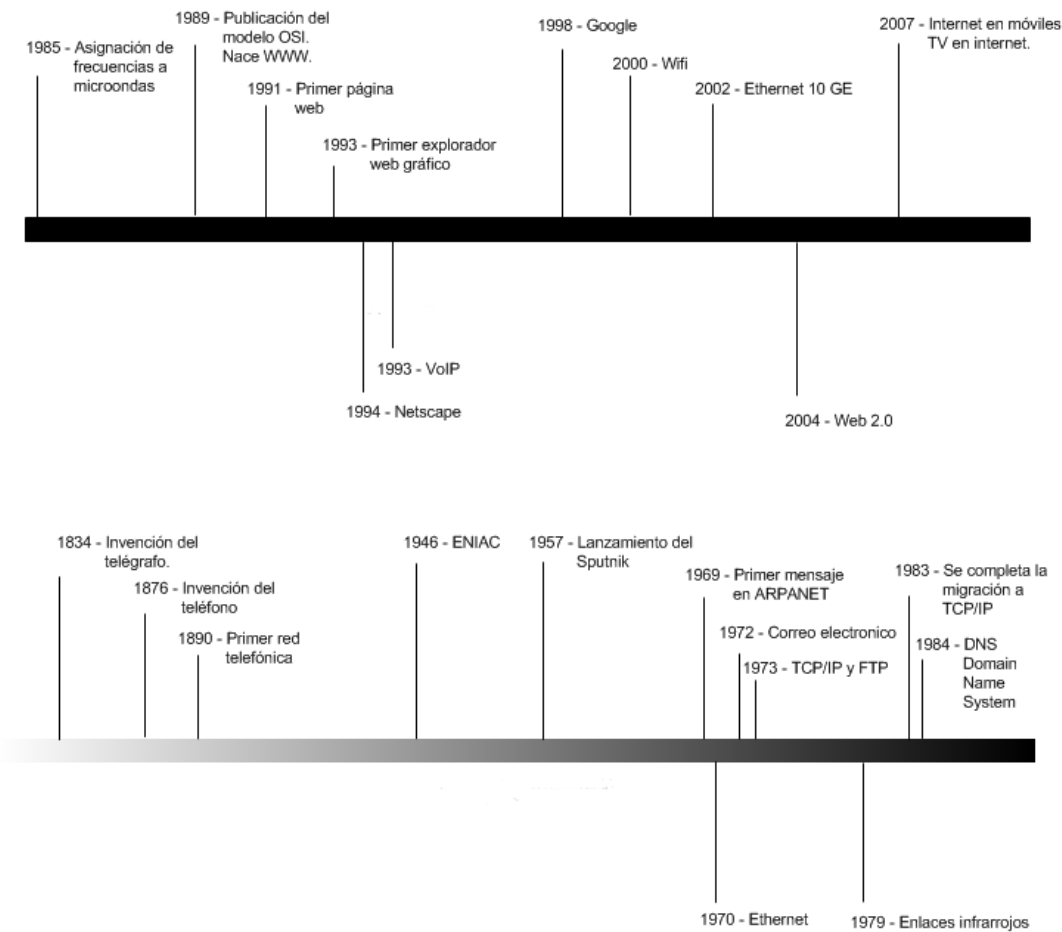 1985 - Asignación de
frecuencias a
microondas
1989 - Publicación del
modelo OSI.
Nace WWW.
1991 - Primer página
web
1993 - Primer explorador
web gráfico
1998 - Google
2000 - Wifi
2002 - Ethernet 10 GE
2007 - Internet en móviles
TV en internet.
1993 - VoIP
1994 - Netscape
2004 - Web 2.0
1834 - Invención del
telégrafo.
1876 - Invención del
teléfono
1890 - Primer red
telefónica
1946 - ENIAC
1957 - Lanzamiento del
Sputnik
1969 - Primer mensaje
en ARPANET
1972 - Correo electronico
1973 - TCP/IP y FTP
1983 - Se completa la
migración a
TCP/IP
1984 - DNS
Domain
Name
System
1970 - Ethernet
1979 - Enlaces infrarrojos